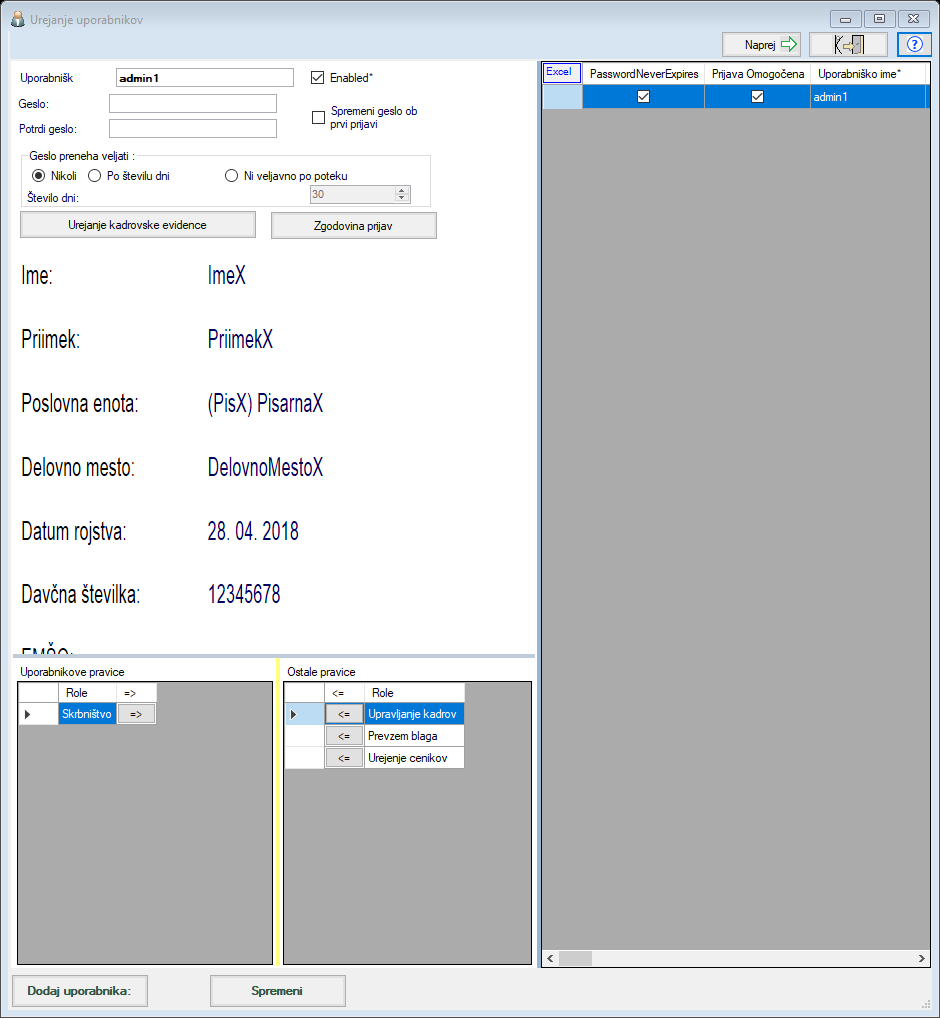 Urejanje uporabnikov
Naprej
Uporabnišk admin1 Enabled*
Geslo:
Potrdi geslo:
Spremeni geslo ob
prvi prijavi
Geslo preneha veljati :
Nikoli Po številu dni Ni veljavno po poteku
Število dni: 30
Urejanje kadrovske evidence Zgodovina prijav
Ime: ImeX
Priimek: PriimekX
Poslovna enota: (PisX) PisarnaX
Delovno mesto: DelovnoMestoX
Datum rojstva: 28. 04. 2018
Davčna številka: 12345678
EMŠO:
Uporabnikove pravice
Role =>
Skrbništvo =>
Ostale pravice
<= Role
<= Upravljanje kadrov
<= Prevzem blaga
<= Urejenje cenikov
Excel PasswordNeverExpires Prijava Omogočena Uporabniško ime*
admin1
Dodaj uporabnika: Spremeni